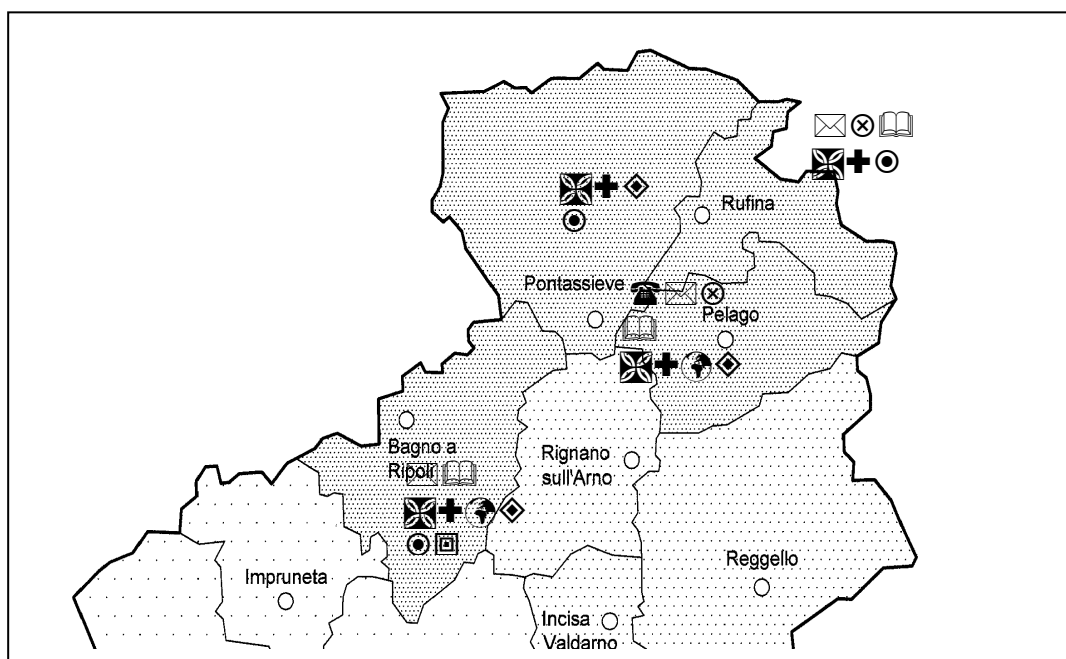 Rufina
Pontassieve
Pelago
Bagno a
Ripoli
Rignano
sull'Arno
Reggello
Impruneta
Incisa
Valdarno